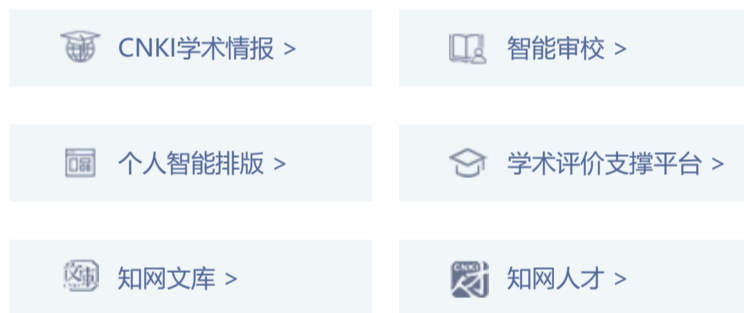 CNKI学术情报 >
智能审校 >
个人智能排版 >
学术评价支撑平台 >
知网文库 >
CNKI
知网人才 >